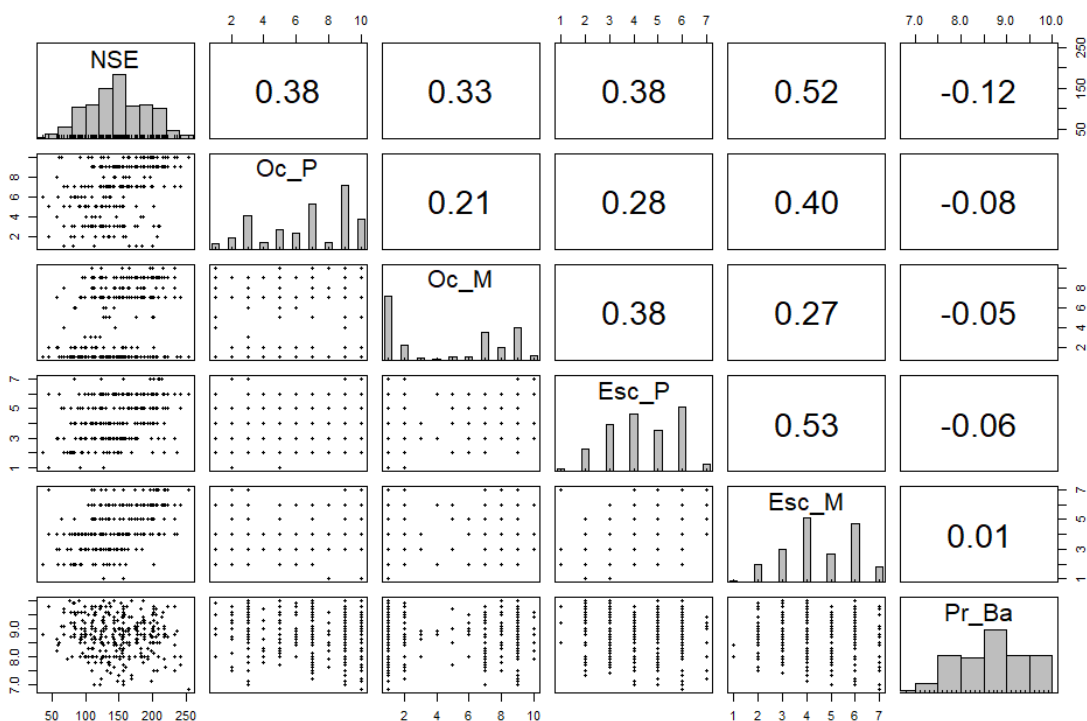 2 4 6 8 10 1 2 3 4 5 6 7 7.0 8.0 9.0 10.0
NSE 0.38 0.33 0.38 0.52 -0.12 50 150 250
2 4 6 8 Oc_P 0.21 0.28 0.40 -0.08
Oc_M 0.38 0.27 -0.05 2 4 6 8
1 3 5 7 Esc_P 0.53 -0.06
Esc_M 0.01 1 3 5 7
7.0 8.0 9.0 Pr_Ba
50 100 150 200 250 2 4 6 8 10 1 2 3 4 5 6 7